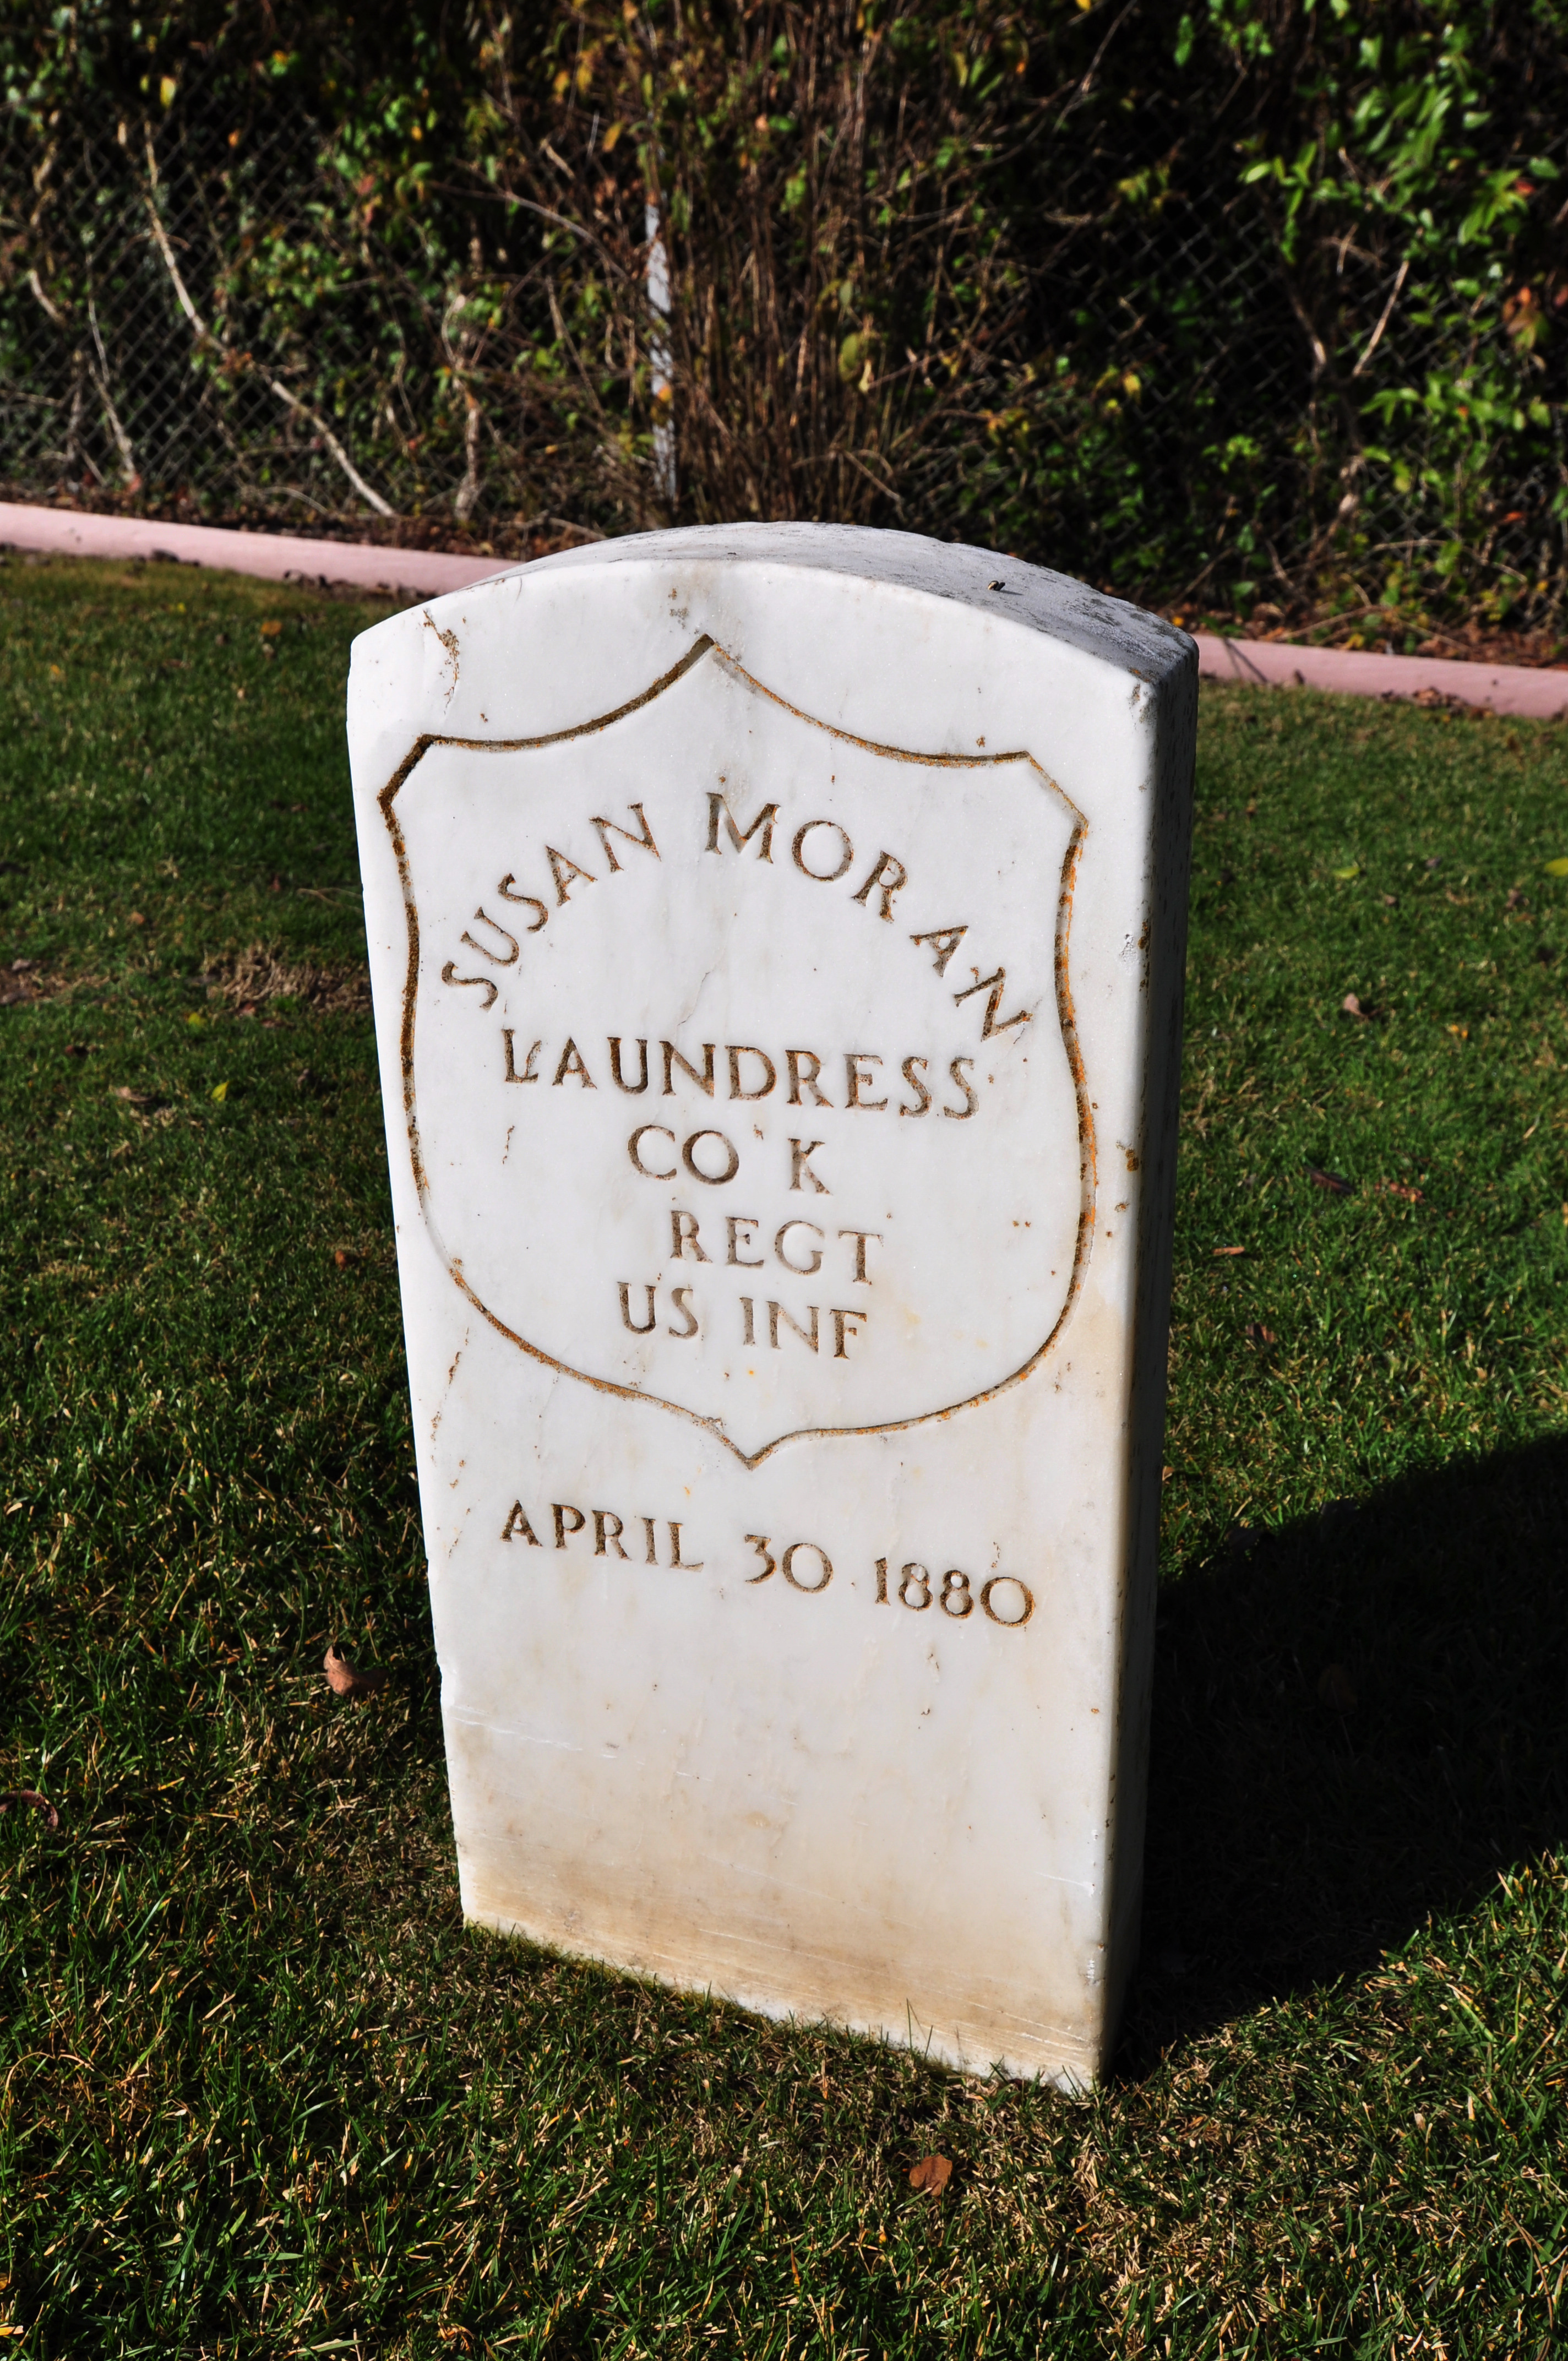 SUSAN MORAN
LAUNDRESS
CO K
REGT
US INF
APRIL 30 1880